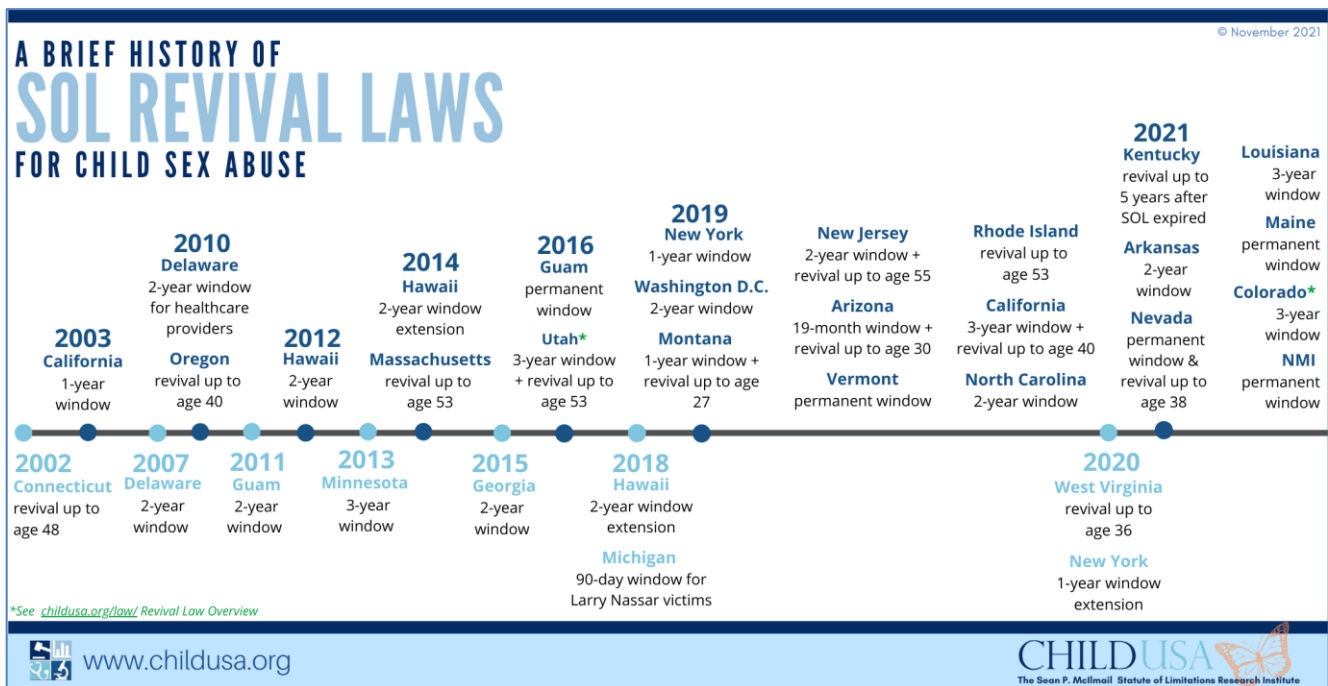 © November 2021
A BRIEF HISTORY OF
SOL REVIVAL LAWS
FOR CHILD SEX ABUSE
2002
Connecticut
revival up to
age 48
2003
California
1-year
window
2007
Delaware
2-year
window
2010
Delaware
2-year window
for healthcare
providers
Oregon
revival up to
age 40
2011
Guam
2-year
window
2012
Hawaii
2-year
window
2013
Minnesota
3-year
window
2014
Hawaii
2-year window
extension
Massachusetts
revival up to
age 53
2015
Georgia
2-year
window
2016
Guam
permanent
window
Utah*
3-year window
+ revival up to
age 53
2018
Hawaii
2-year window
extension
Michigan
90-day window for
Larry Nassar victims
2019
New York
1-year window
Washington D.C.
2-year window
Montana
1-year window +
revival up to age
27
New Jersey
2-year window +
revival up to age 55
Arizona
19-month window +
revival up to age 30
Vermont
permanent window
Rhode Island
revival up to
age 53
California
3-year window +
revival up to age 40
North Carolina
2-year window
2020
West Virginia
revival up to
age 36
New York
1-year window
extension
2021
Kentucky
revival up to
5 years after
SOL expired
Arkansas
2-year
window
Nevada
permanent
window &
revival up to
age 38
Louisiana
3-year
window
Maine
permanent
window
Colorado*
3-year
window
NMI
permanent
window
*See childusa.org/law/ Revival Law Overview
www.childusa.org
CHILDUSA
The Sean P. McIlmail Statute of Limitations Research Institute